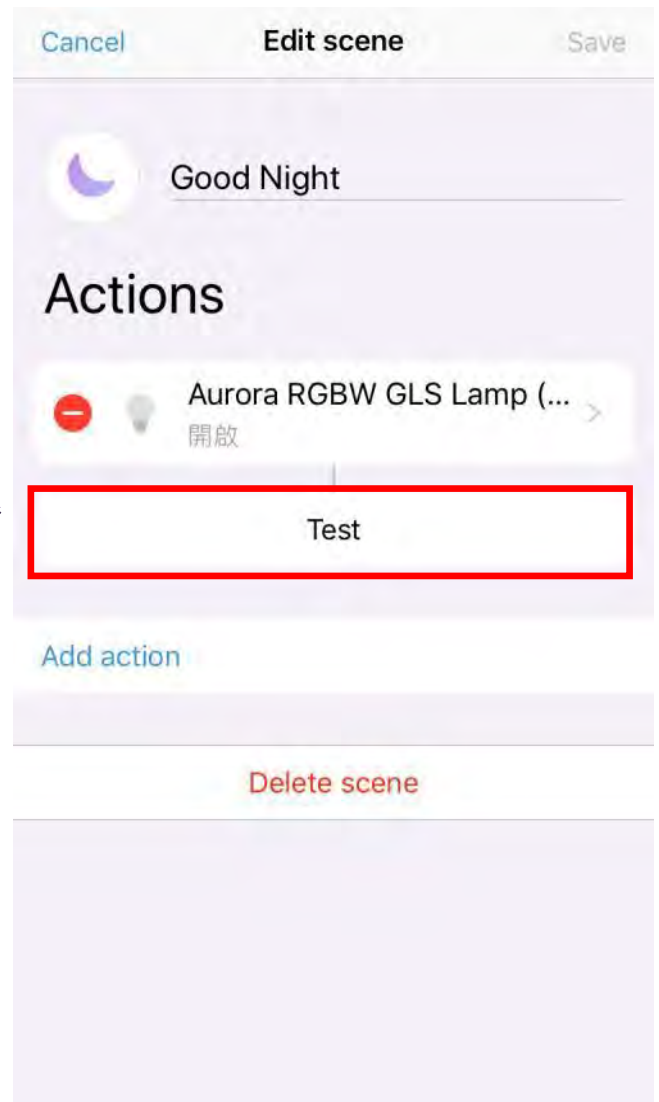 Cancel Edit scene Save
Good Night
Actions
Aurora RGBW GLS Lamp (...
開啟
Test
Add action
Delete scene